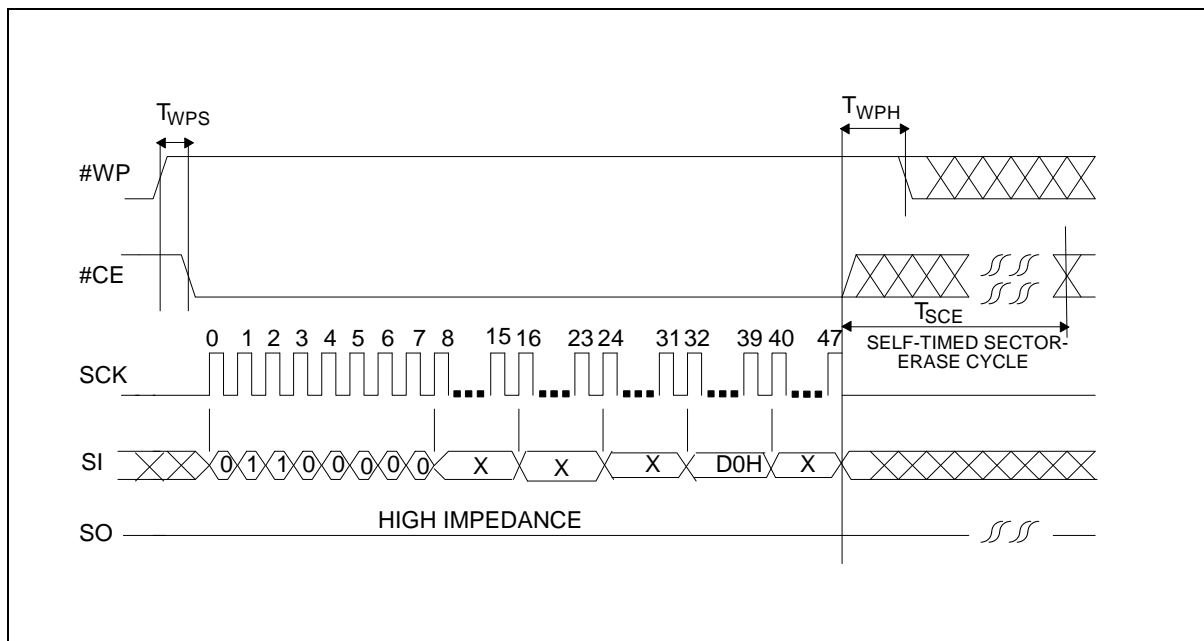 TWPS
TWPH
#WP
#CE
TSCE
SELF-TIMED SECTOR-
ERASE CYCLE
0 1 2 3 4 5 6 7 8 15 16 23 24 31 32 39 40 47
SCK
SI 0 1 1 0 0 0 0 0 X X X D0H X
HIGH IMPEDANCE
SO